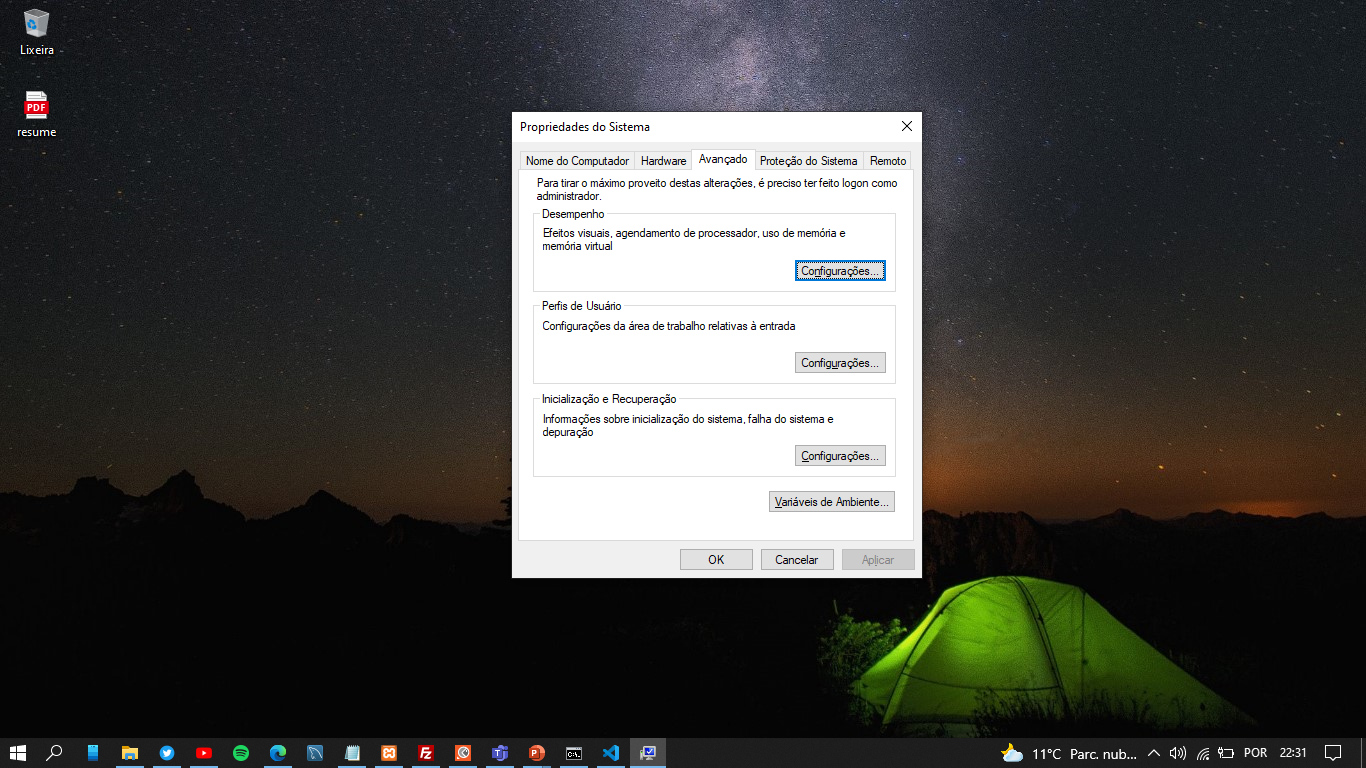 Lixeira
PDF
resume
Propriedades do Sistema
Nome do Computador
Hardware
Avançado
Proteção do Sistema
Remoto
Para tirar o máximo proveito destas alterações, é preciso ter feito logon como
administrador.
Desempenho
Efeitos visuais, agendamento de processador, uso de memória e
memória virtual
Configurações...
Perfis de Usuário
Configurações da área de trabalho relativas à entrada
Configurações...
Inicialização e Recuperação
Informações sobre inicialização do sistema, falha do sistema e
depuração
Configurações...
Variáveis de Ambiente...
OK
Cancelar
Aplicar
Fz
C:\.
11°C Parc. nub...
POR
22:31